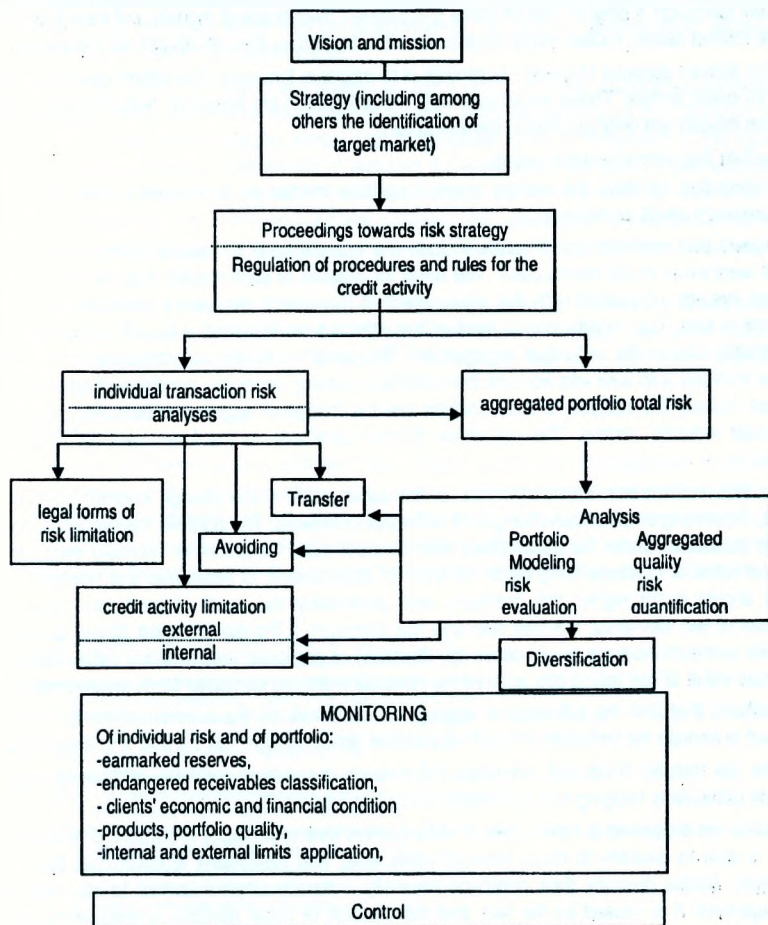 Vision and mission
Strategy (including among
others the identification of
target market)
Proceedings towards risk strategy
Regulation of procedures and rules for the
credit activity
individual transaction risk
analyses
aggregated portfolio total risk
legal forms of
risk limitation
Transfer
Avoiding
Analysis
Portfolio Aggregated
Modeling quality
risk risk
evaluation quantification
credit activity limitation
external
internal
Diversification
MONITORING
Of individual risk and of portfolio:
-earmarked reserves,
-endangered receivables classification,
- clients' economic and financial condition
-products, portfolio quality,
-internal and external limits application,
Control